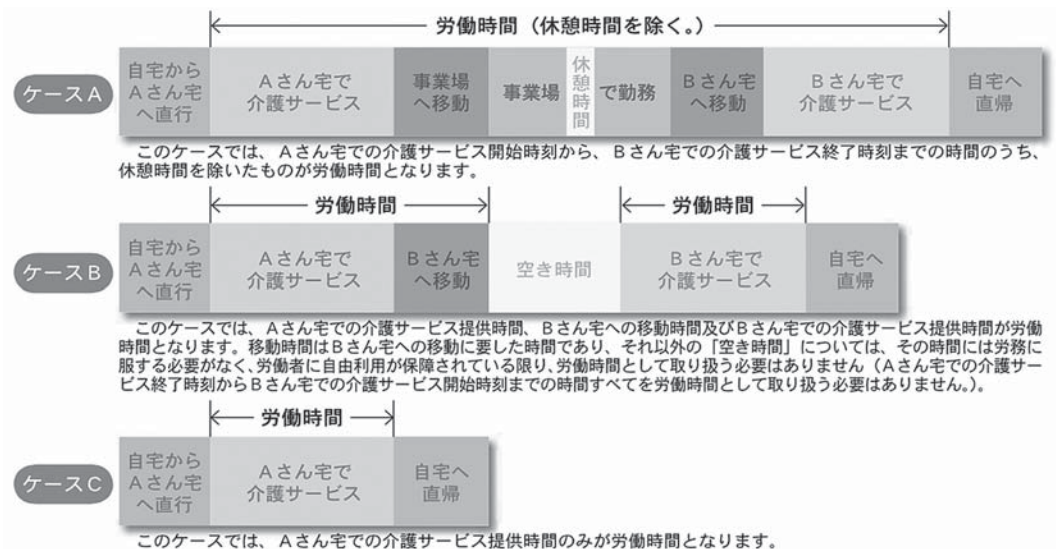 労働時間(休憩時間を除く。)
ケースA
自宅から
Aさん宅
へ直行
Aさん宅で
介護サービス
事業場
へ移動
事業場
休憩時間
で勤務
Bさん宅
へ移動
Bさん宅で
介護サービス
自宅へ
直帰
このケースでは、Aさん宅での介護サービス開始時刻から、Bさん宅での介護サービス終了時刻までの時間のうち、
休憩時間を除いたものが労働時間となります。
労働時間
労働時間
ケースB
自宅から
Aさん宅
へ直行
Aさん宅で
介護サービス
Bさん宅
へ移動
空き時間
Bさん宅で
介護サービス
自宅へ
直帰
このケースでは、Aさん宅での介護サービス提供時間、Bさん宅への移動時間及びBさん宅での介護サービス提供時間が労働
時間となります。移動時間はBさん宅への移動に要した時間であり、それ以外の「空き時間」については、その時間には労務に
服する必要がなく、労働者に自由利用が保障されている限り、労働時間として取り扱う必要はありません(Aさん宅での介護サー
ビス終了時刻からBさん宅での介護サービス開始時刻までの時間すべてを労働時間として取り扱う必要はありません。)。
労働時間
ケースC
自宅から
Aさん宅
へ直行
Aさん宅で
介護サービス
自宅へ
直帰
このケースでは、Aさん宅での介護サービス提供時間のみが労働時間となります。